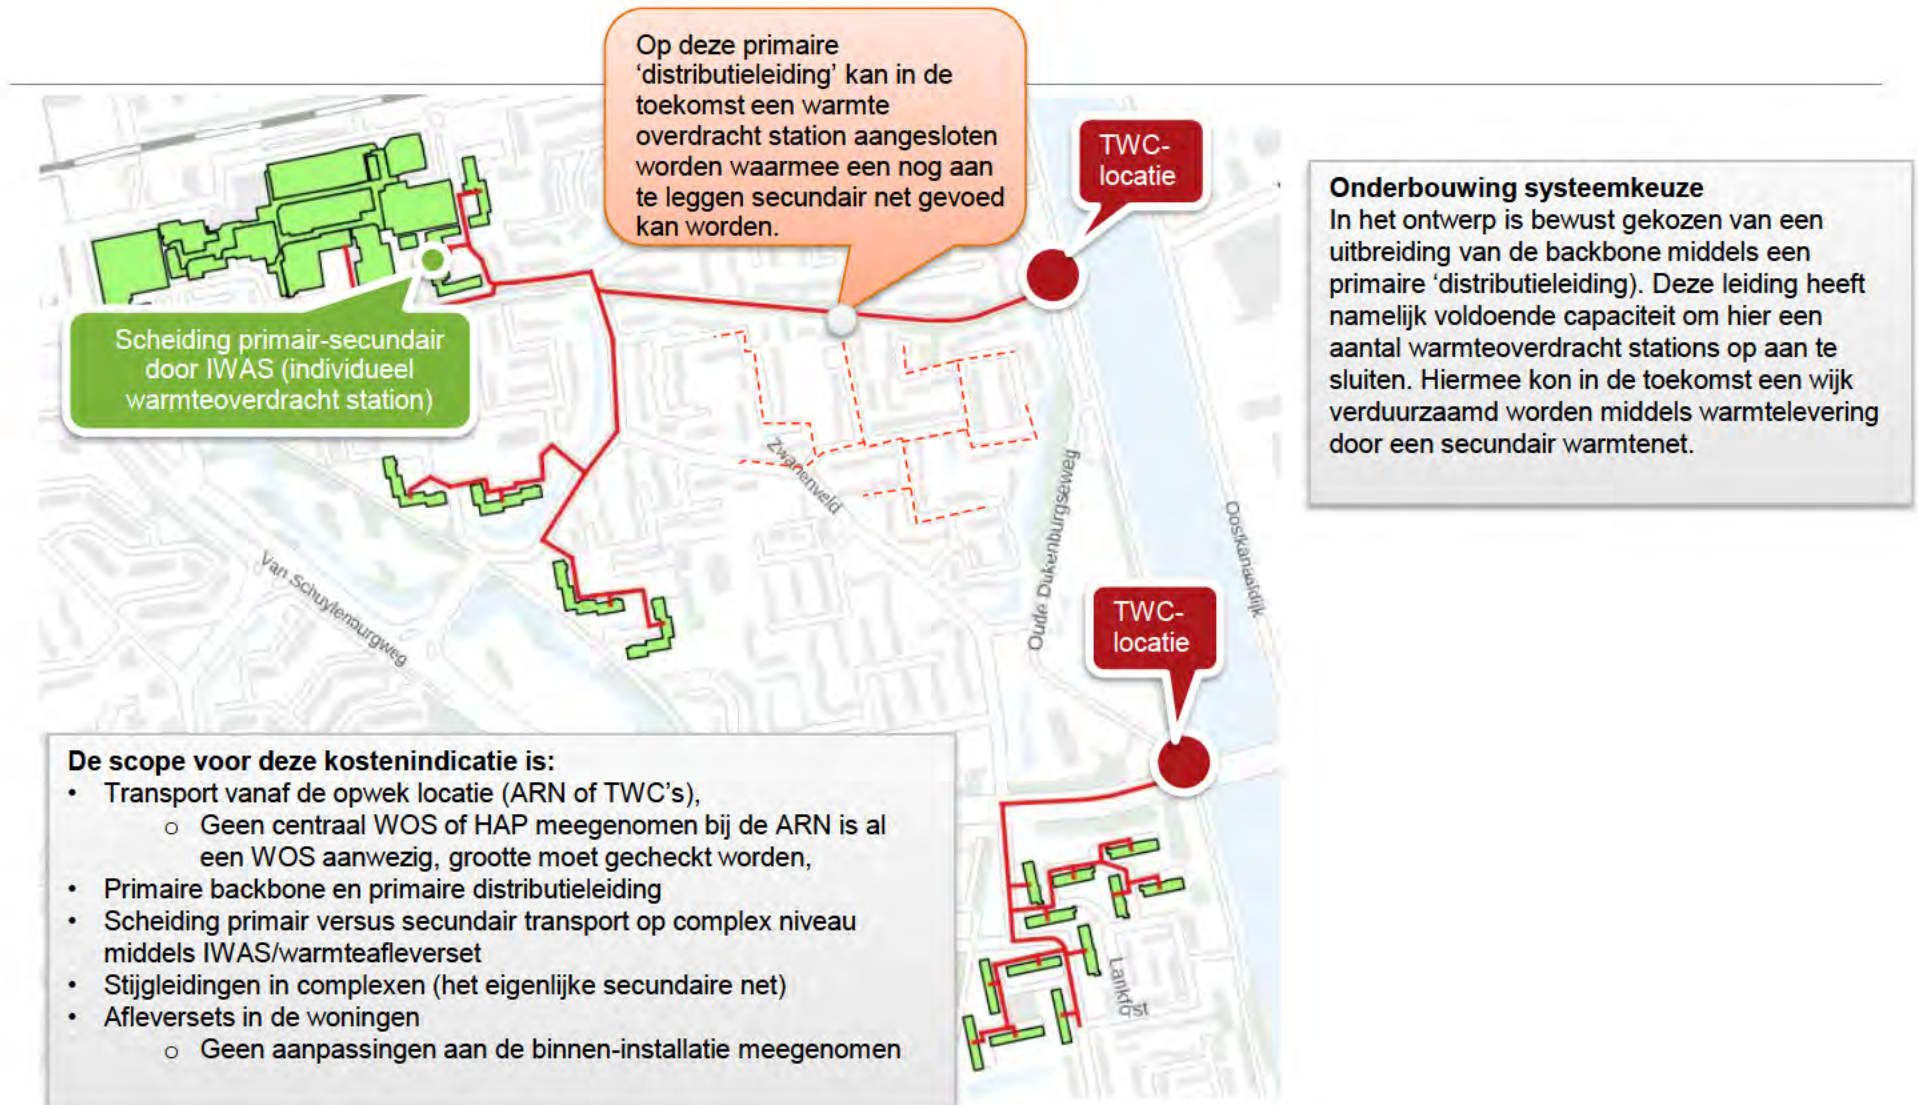 Op deze primaire
‘distributieleiding’ kan in de
toekomst een warmte
overdracht station aangesloten
worden waarmee een nog aan
te leggen secundair net gevoed
kan worden.
TWC-
locatie
Onderbouwing systeemkeuze
In het ontwerp is bewust gekozen van een
uitbreiding van de backbone middels een
primaire ‘distributieleiding). Deze leiding heeft
namelijk voldoende capaciteit om hier een
aantal warmteoverdracht stations op aan te
sluiten. Hiermee kon in de toekomst een wijk
verduurzaamd worden middels warmtelevering
door een secundair warmtenet.
Scheiding primair-secundair
door IWAS (individueel
warmteoverdracht station)
Zwanenveld
Oude Dukenburgseweg
Oostkanaaldijk
Van Schuylenburgweg
TWC-
locatie
De scope voor deze kostenindicatie is:
• Transport vanaf de opwek locatie (ARN of TWC’s),
o Geen centraal WOS of HAP meegenomen bij de ARN is al
een WOS aanwezig, grootte moet gecheckt worden,
• Primaire backbone en primaire distributieleiding
• Scheiding primair versus secundair transport op complex niveau
middels IWAS/warmteafleverset
• Stijgleidingen in complexen (het eigenlijke secundaire net)
• Afleversets in de woningen
o Geen aanpassingen aan de binnen-installatie meegenomen
Lankforst